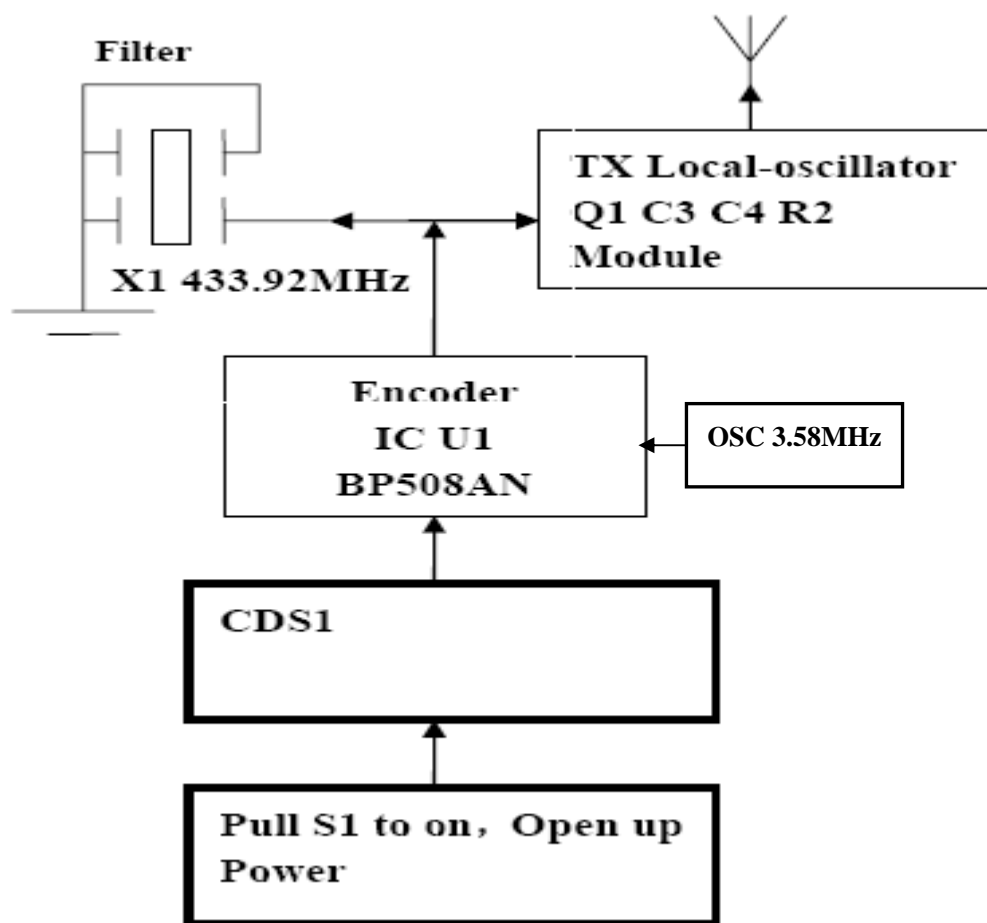 Filter
X1 433.92MHz
TX Local-oscillator
Q1 C3 C4 R2
Module
Encoder
IC U1
BP508AN
OSC 3.58MHz
CDS1
Pull S1 to on，Open up
Power